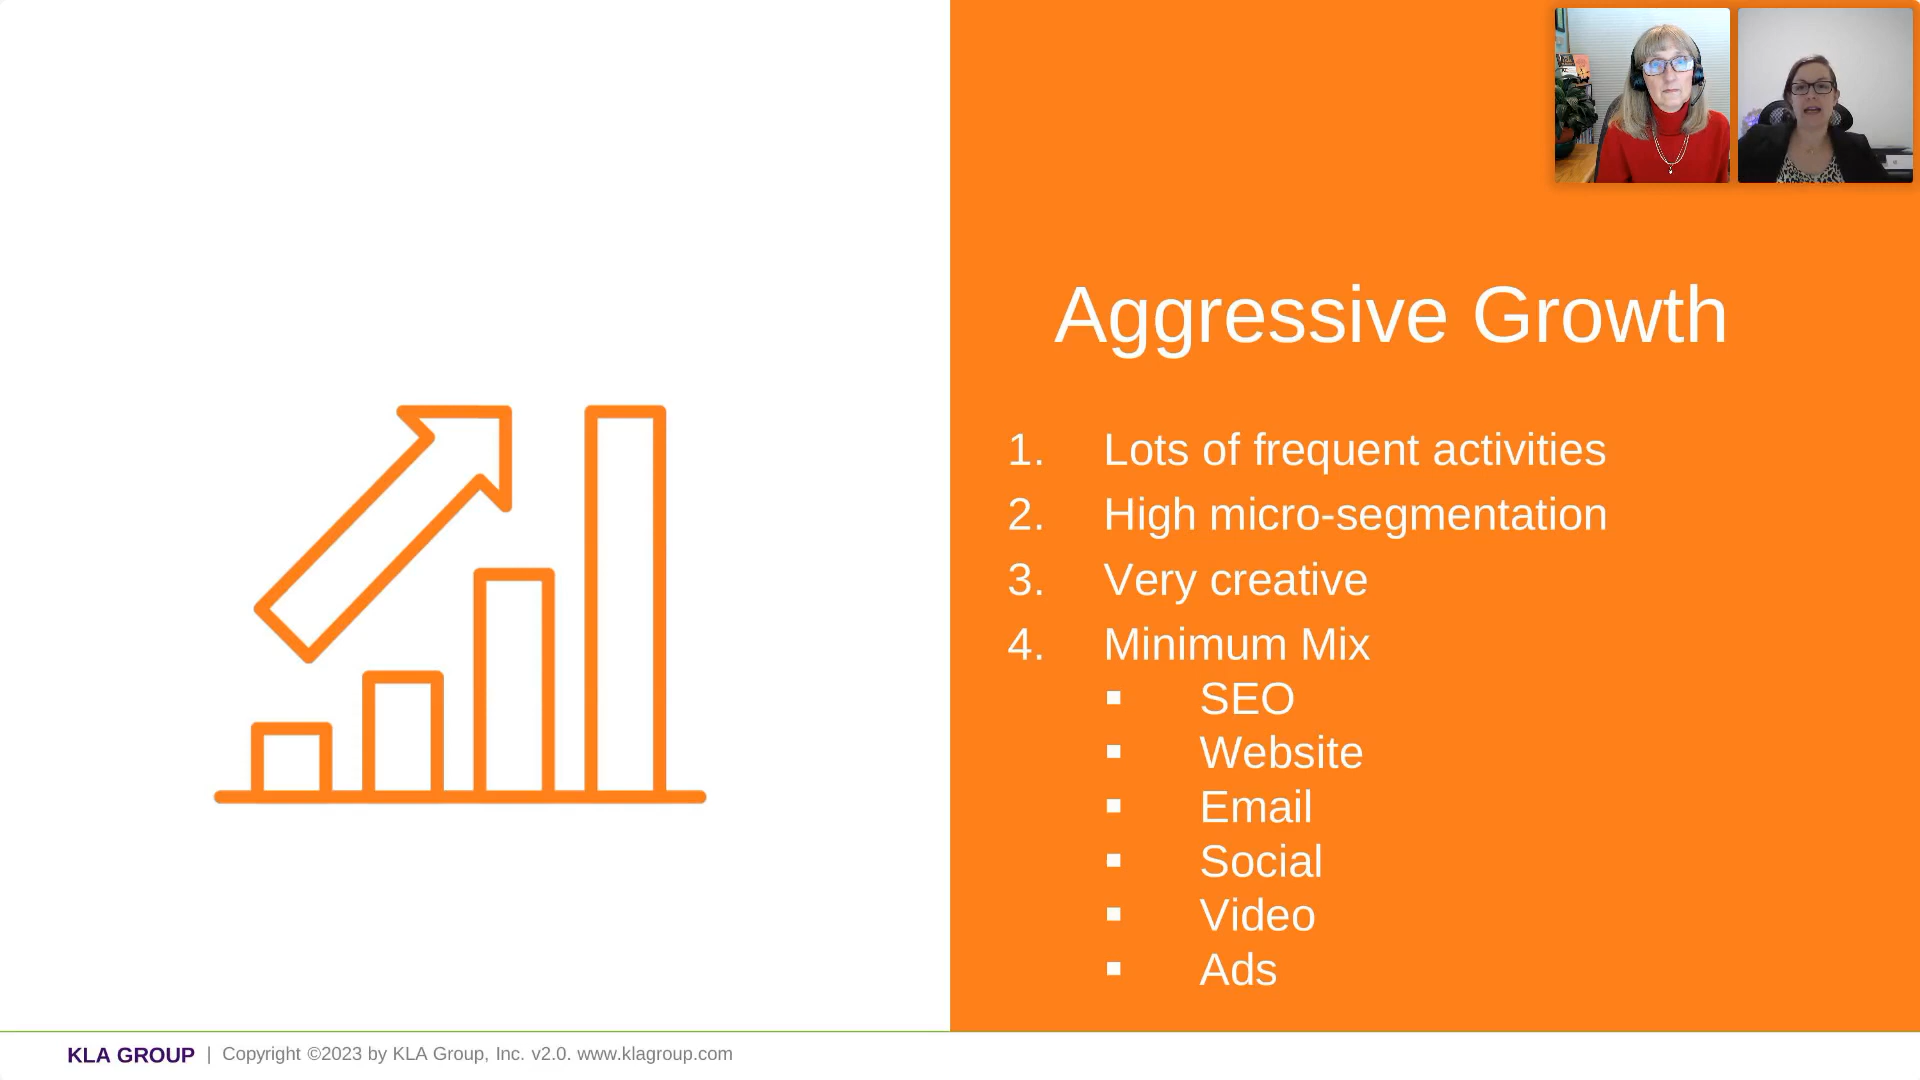 Aggressive Growth
1. Lots of frequent activities
2. High micro-segmentation
3. Very creative
4. Minimum Mix
▪ SEO
▪ Website
▪ Email
▪ Social
▪ Video
▪ Ads
KLA GROUP | Copyright ©2023 by KLA Group, Inc. v2.0. www.klagroup.com